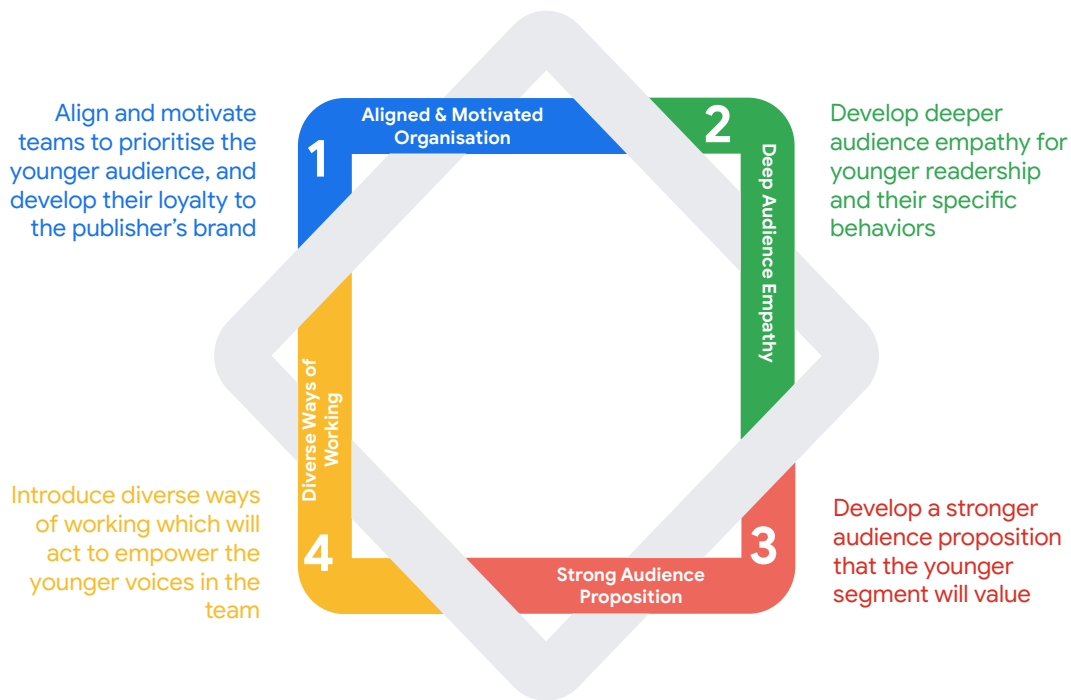 Align and motivate
teams to prioritise the
younger audience, and
develop their loyalty to
the publisher's brand
1
Aligned & Motivated
Organisation
2
Deep Audience Empathy
Develop deeper
audience empathy for
younger readership
and their specific
behaviors
3
Strong Audience
Proposition
Develop a stronger
audience proposition
that the younger
segment will value
4
Diverse Ways of
Working
Introduce diverse ways
of working which will
act to empower the
younger voices in the
team